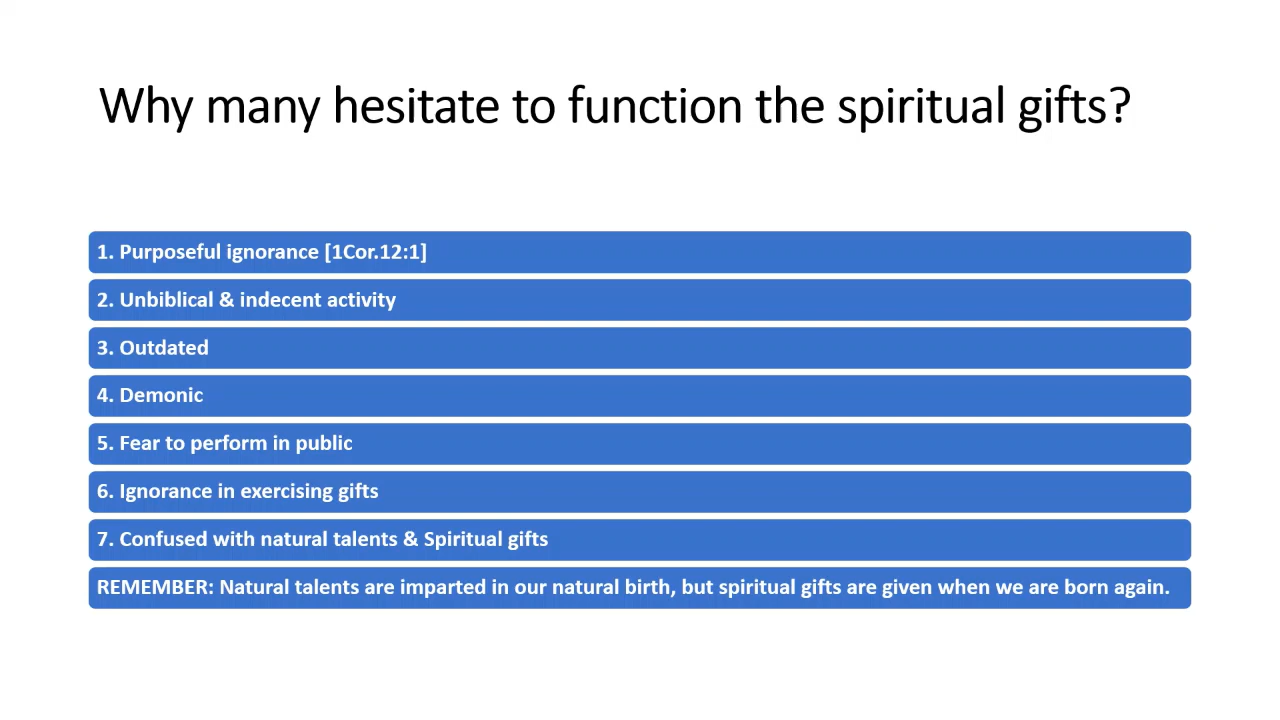 Why many hesitate to function the spiritual gifts?
1. Purposeful ignorance [1Cor.12:1]
2. Unbiblical & indecent activity
3. Outdated
4. Demonic
5. Fear to perform in public
6. Ignorance in exercising gifts
7. Confused with natural talents & Spiritual gifts
REMEMBER: Natural talents are imparted in our natural birth, but spiritual gifts are given when we are born again.